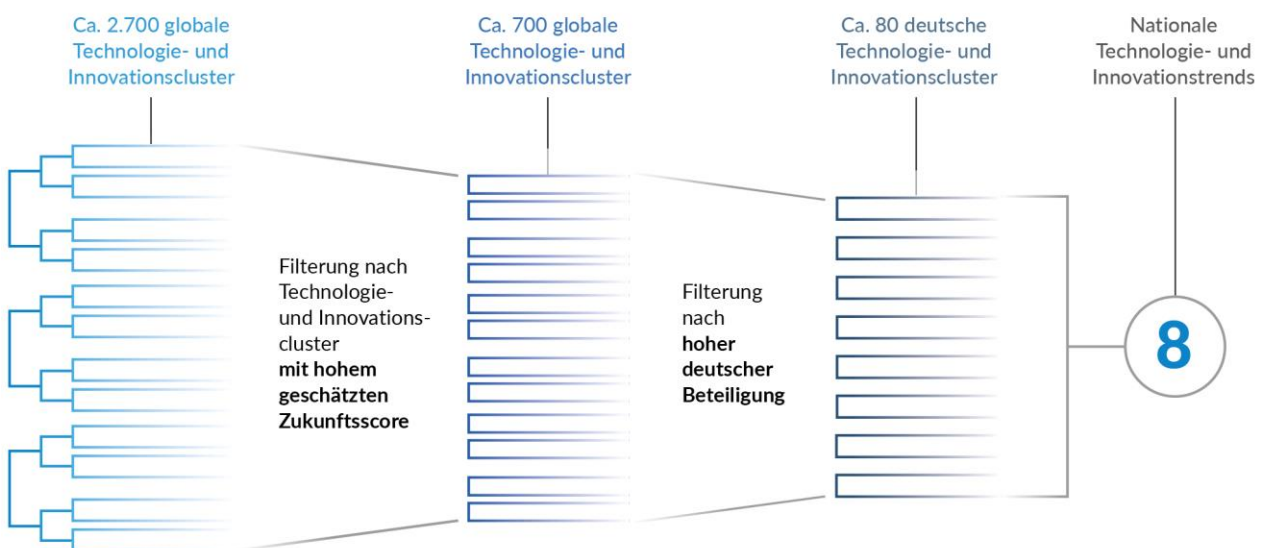 Ca. 2.700 globale
Technologie- und
Innovationscluster
Ca. 700 globale
Technologie- und
Innovationscluster
Ca. 80 deutsche
Technologie- und
Innovationscluster
Nationale
Technologie- und
Innovationstrends
Filterung nach
Technologie-
und Innovations-
cluster
mit hohem
geschätzten
Zukunftsscore
Filterung
nach
hoher
deutscher
Beteiligung
8